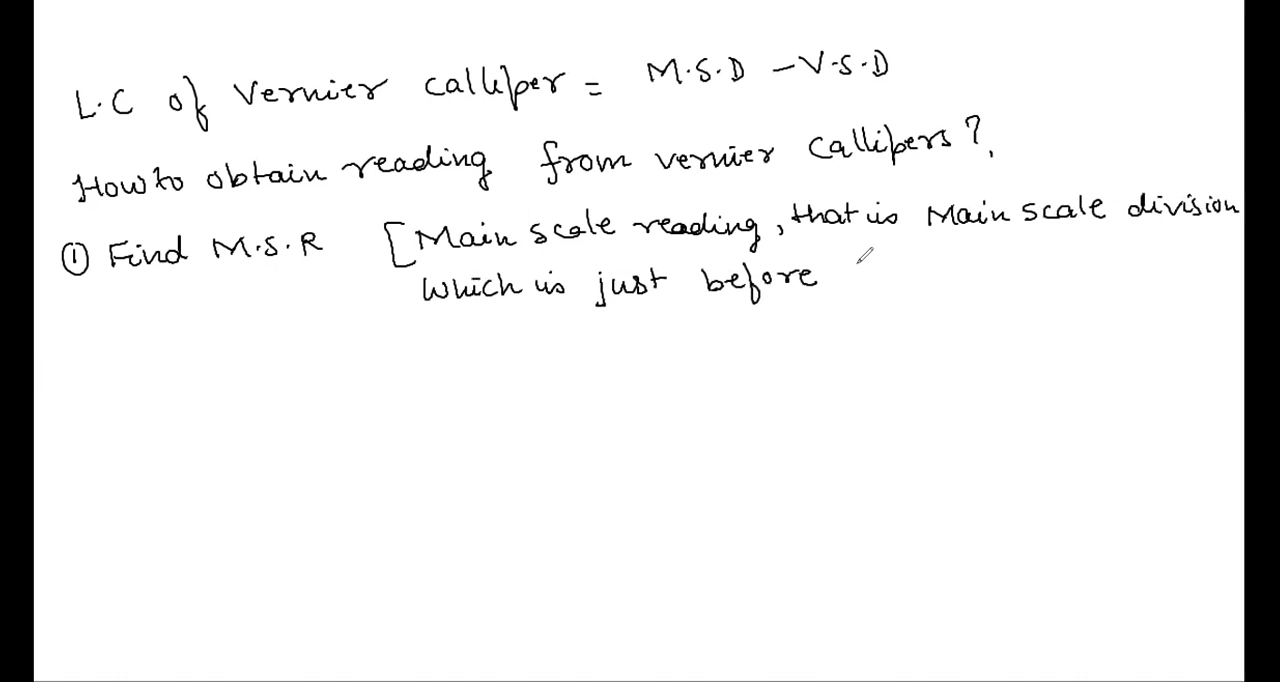 L.C of Vernier calliper = M.S.D - V.S.D
How to obtain reading from vernier callipers?
① Find M.S.R [Main scale reading, that is Main scale division
which is just before